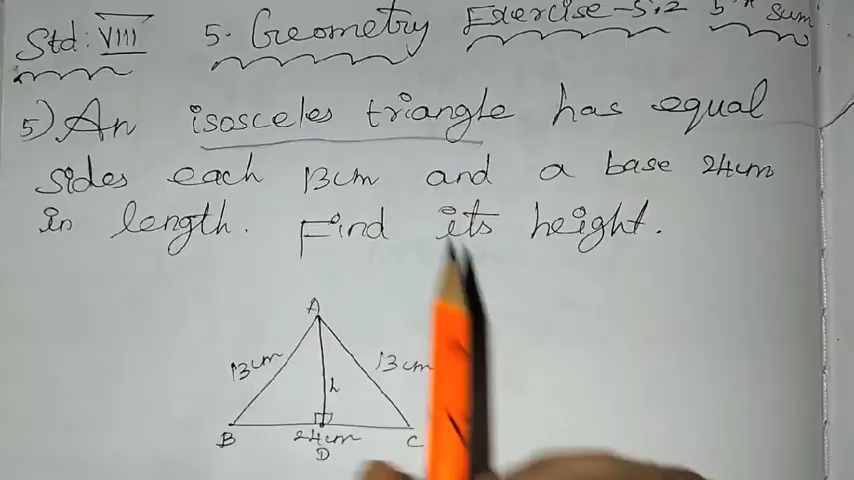 Std: VIII 5. Geometry Exercise-5.2 5th Sum
5) An isosceles triangle has equal
sides each 13cm and a base 24cm
in length. Find its height.
A
13cm 13cm
h
B 24cm C
D